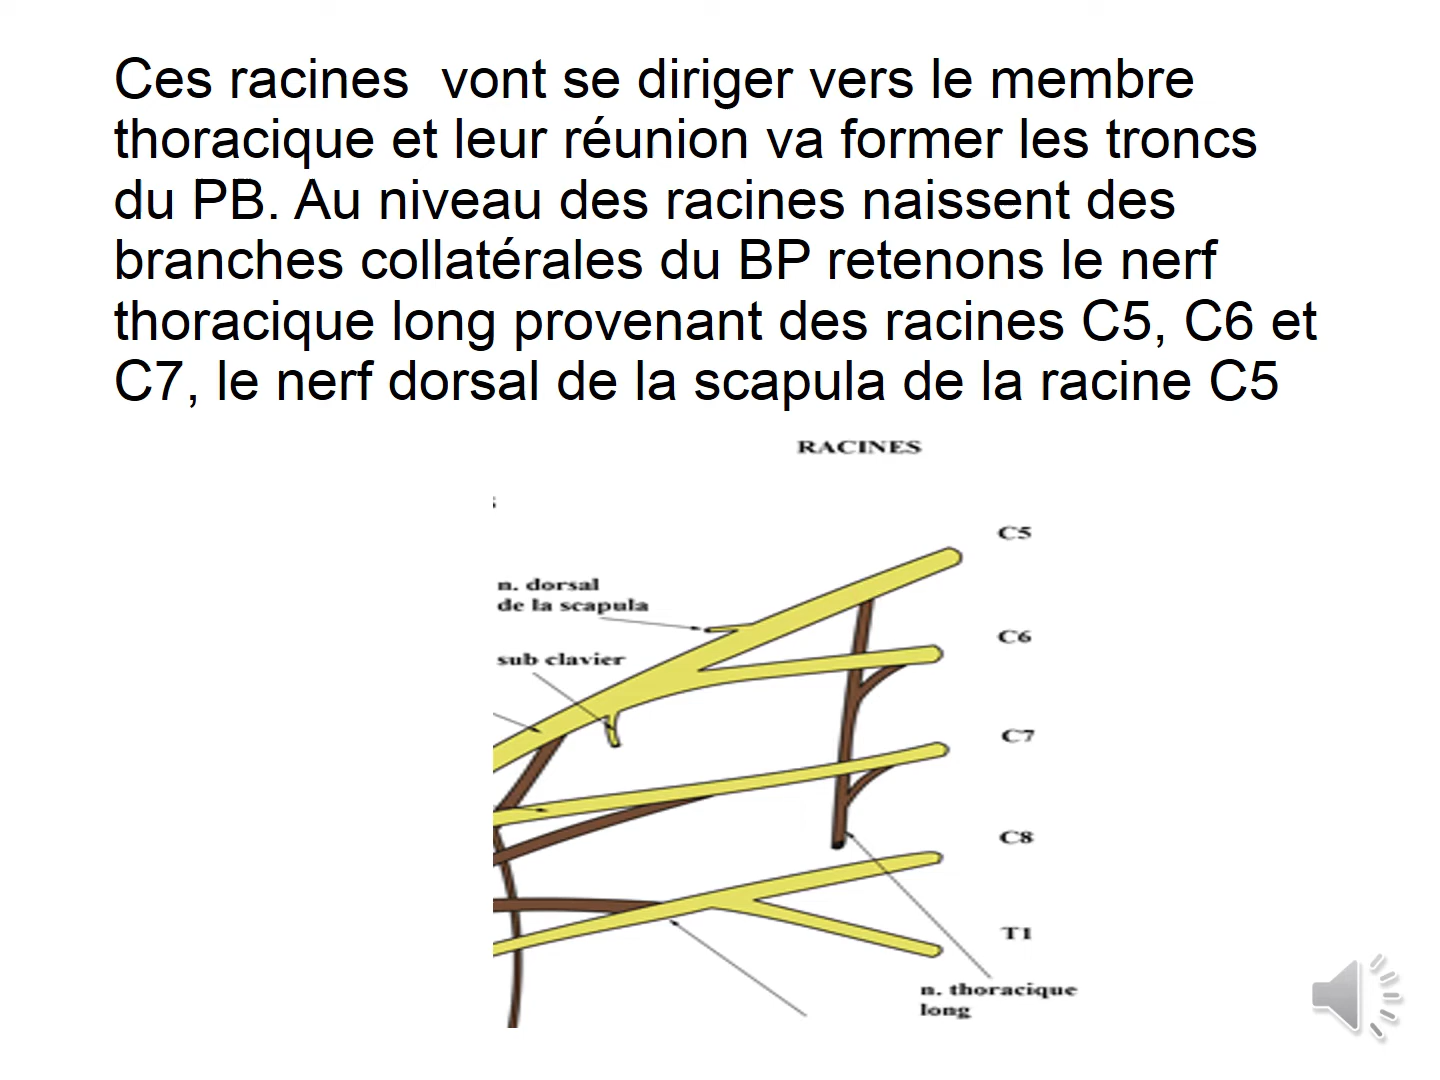 Ces racines  vont se diriger vers le membre
thoracique et leur réunion va former les troncs
du PB. Au niveau des racines naissent des
branches collatérales du BP retenons le nerf
thoracique long provenant des racines C5, C6 et
C7, le nerf dorsal de la scapula de la racine C5
RACINES
C5
n. dorsal
de la scapula
C6
sub clavier
C7
C8
T1
n. thoracique
long